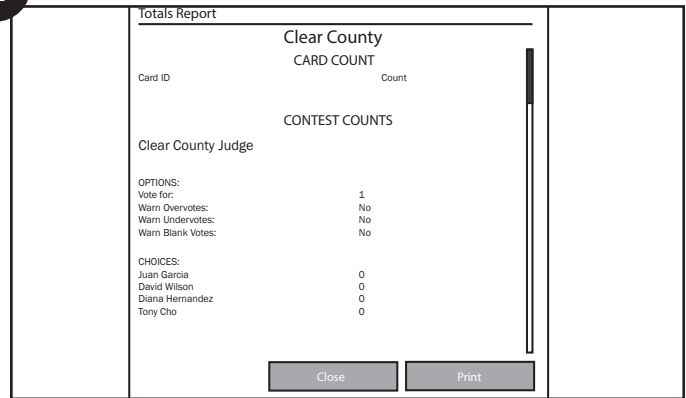 Totals Report
Clear County
CARD COUNT
Card ID Count
CONTEST COUNTS
Clear County Judge
OPTIONS:
Vote for: 1
Warn Overvotes: No
Warn Undervotes: No
Warn Blank Votes: No
CHOICES:
Juan Garcia 0
David Wilson 0
Diana Hernandez 0
Tony Cho 0
Close Print